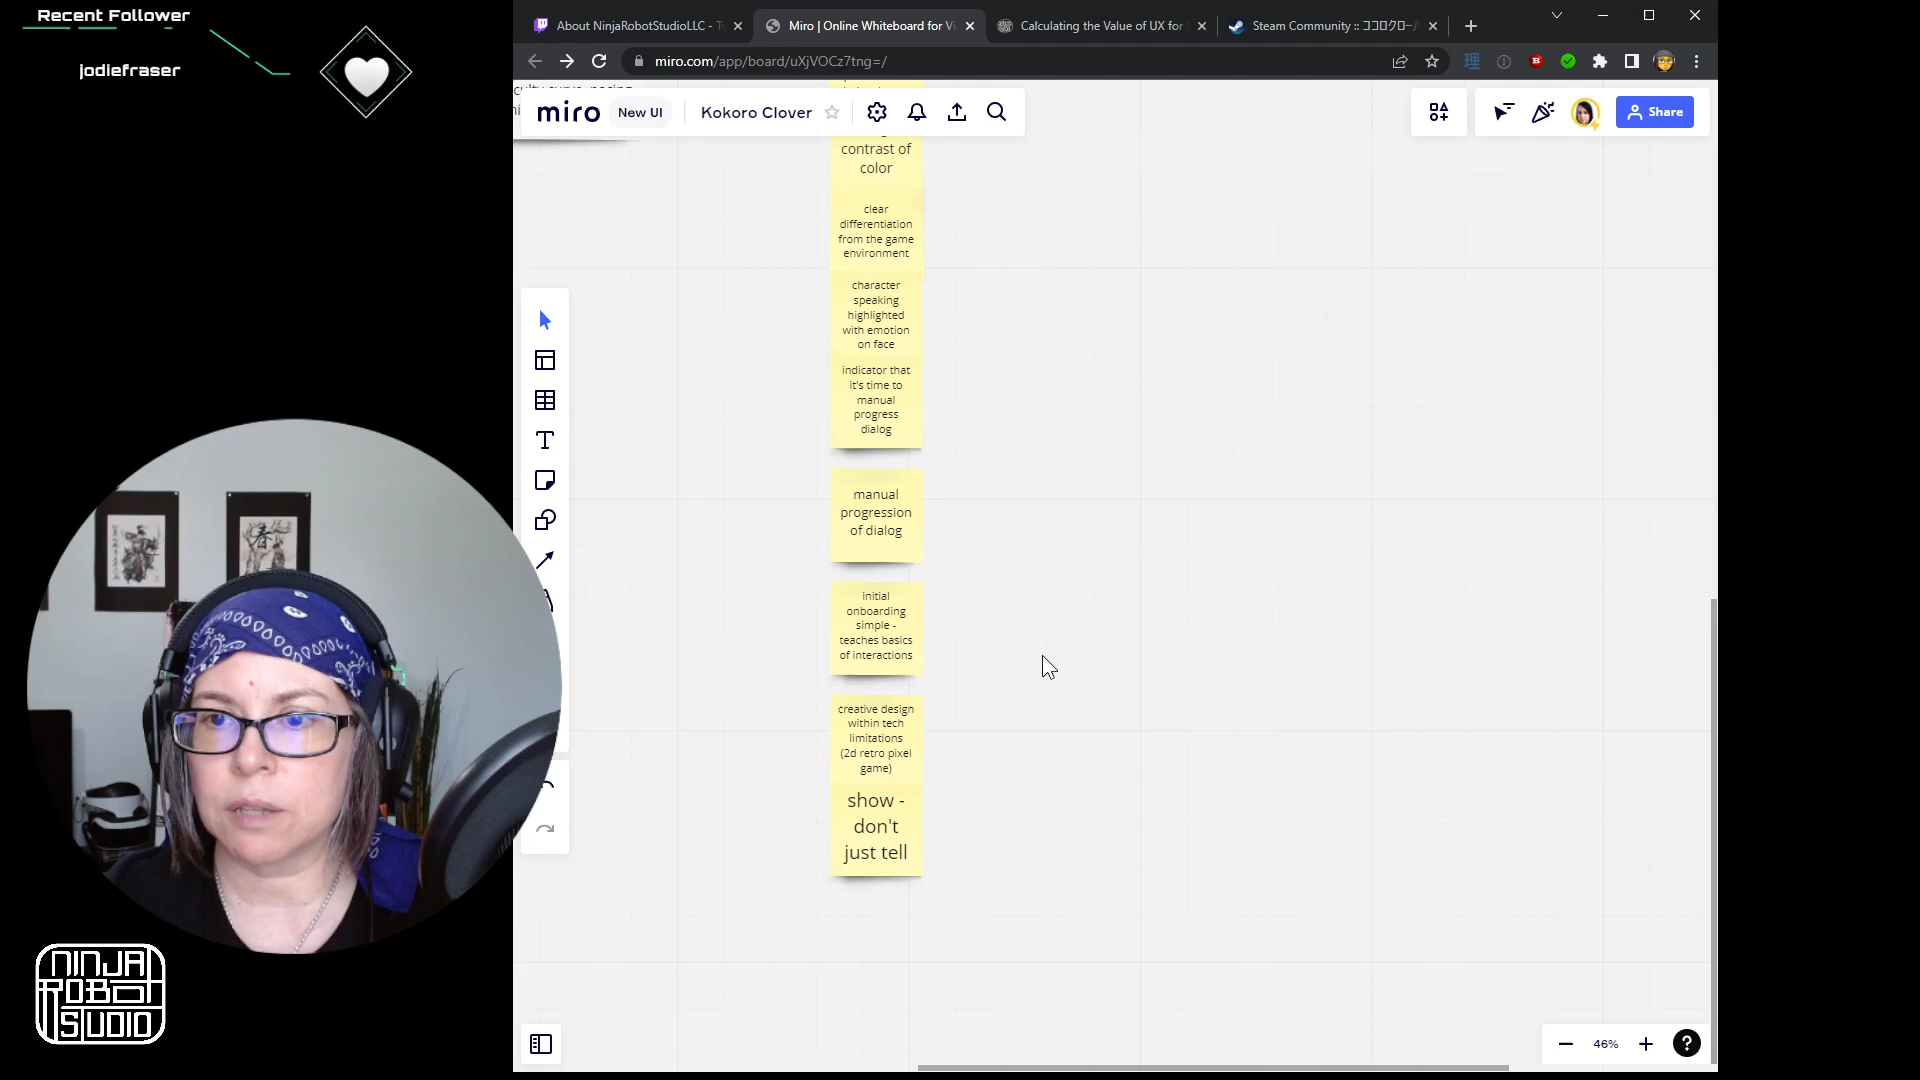 Recent Follower
jodiefraser
About NinjaRobotStudioLLC - Tw
Miro | Online Whiteboard for Vi
Calculating the Value of UX for
Steam Community :: ココロクロー
miro.com/app/board/uXjVOCz7tng=/
miro
New UI
Kokoro Clover
Share
contrast of
color
clear
differentiation
from the game
environment
character
speaking
highlighted
with emotion
on face
indicator that
it's time to
manual
progress
dialog
manual
progression
of dialog
initial
onboarding
simple -
teaches basics
of interactions
creative design
within tech
limitations
(2d retro pixel
game)
show -
don't
just tell
春
NINJA
ROBOT
STUDIO
46%